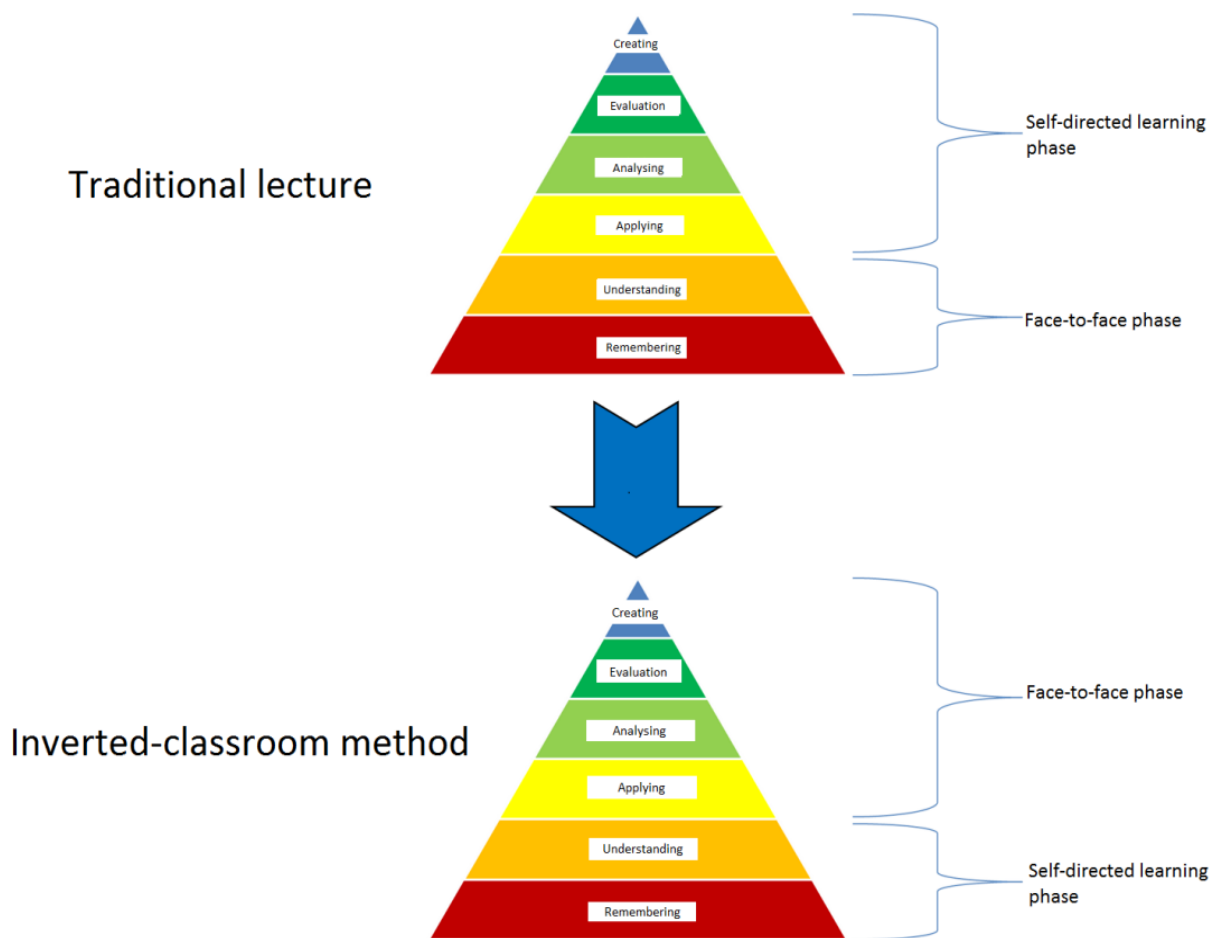 Creating
Evaluation
Self-directed learning
phase
Analysing
Traditional lecture
Applying
Understanding
Face-to-face phase
Remembering
Creating
Evaluation
Face-to-face phase
Analysing
Inverted-classroom method
Applying
Understanding
Self-directed learning
phase
Remembering